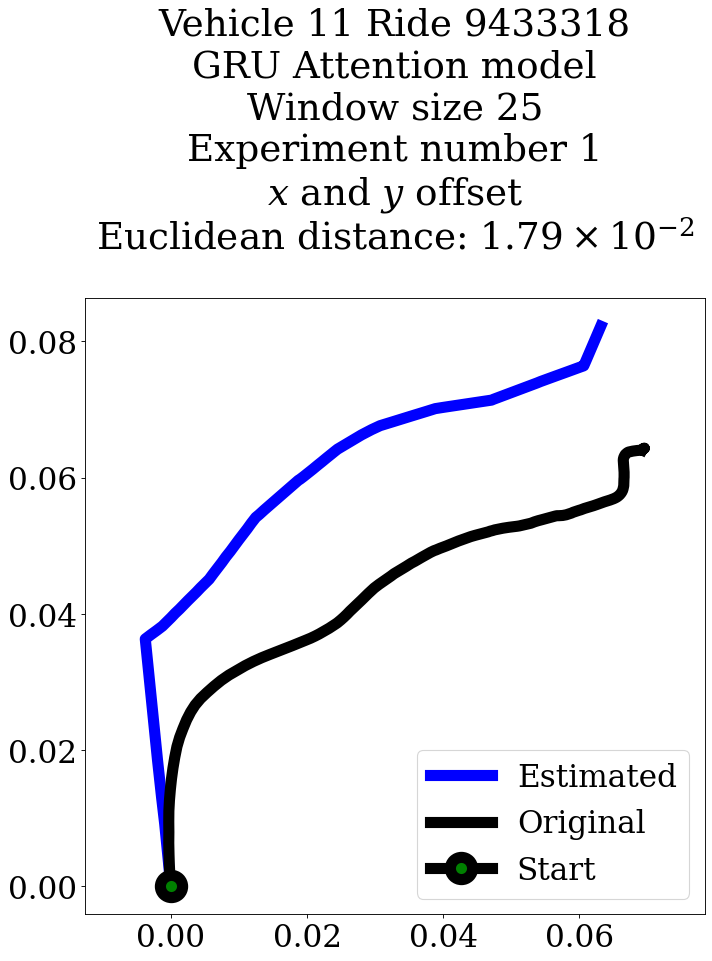 Vehicle 11 Ride 9433318
GRU Attention model
Window size 25
Experiment number 1
x and y offset
Euclidean distance: 1.79 × 10⁻²
0.08
0.06
0.04
0.02
0.00
Estimated
Original
Start
0.00 0.02 0.04 0.06